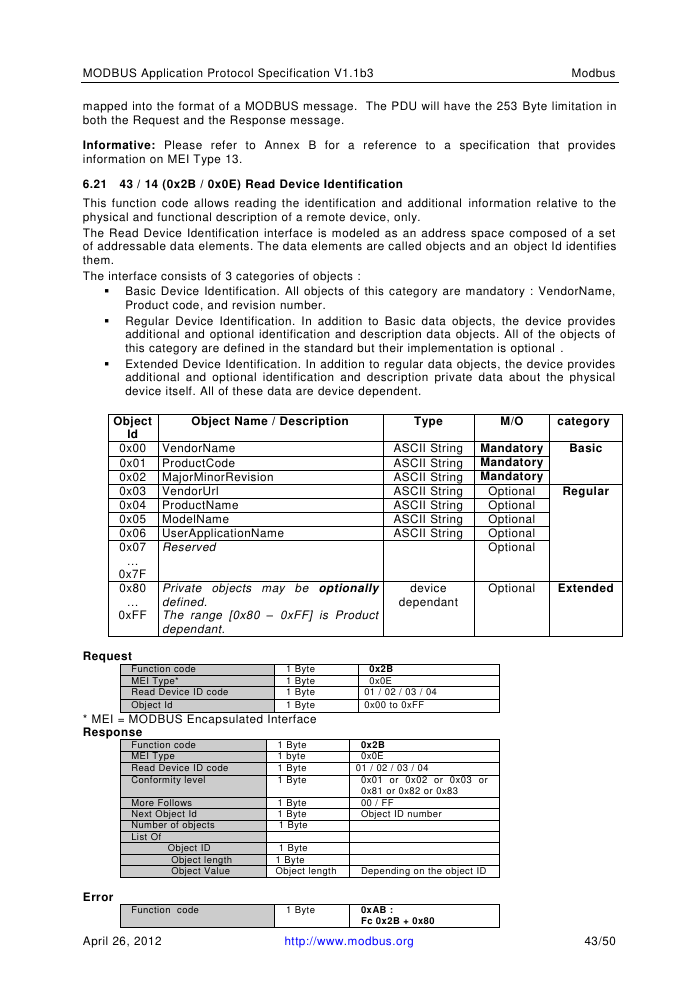 MODBUS Application Protocol Specification V1.1b3 Modbus
mapped into the format of a MODBUS message. The PDU will have the 253 Byte limitation in
both the Request and the Response message.
Informative: Please refer to Annex B for a reference to a specification that provides
information on MEI Type 13.
6.21 43 / 14 (0x2B / 0x0E) Read Device Identification
This function code allows reading the identification and additional information relative to the
physical and functional description of a remote device, only.
The Read Device Identification interface is modeled as an address space composed of a set
of addressable data elements. The data elements are called objects and an object Id identifies
them.
The interface consists of 3 categories of objects :
▪ Basic Device Identification. All objects of this category are mandatory : VendorName,
Product code, and revision number.
▪ Regular Device Identification. In addition to Basic data objects, the device provides
additional and optional identification and description data objects. All of the objects of
this category are defined in the standard but their implementation is optional .
▪ Extended Device Identification. In addition to regular data objects, the device provides
additional and optional identification and description private data about the physical
device itself. All of these data are device dependent.
Object Object Name / Description Type M/O category
Id
0x00 VendorName ASCII String Mandatory Basic
0x01 ProductCode ASCII String Mandatory
0x02 MajorMinorRevision ASCII String Mandatory
0x03 VendorUrl ASCII String Optional Regular
0x04 ProductName ASCII String Optional
0x05 ModelName ASCII String Optional
0x06 UserApplicationName ASCII String Optional
0x07 Reserved Optional
…
0x7F
0x80 Private objects may be optionally device Optional Extended
… defined. dependant
0xFF The range [0x80 – 0xFF] is Product
dependant.
Request
Function code 1 Byte 0x2B
MEI Type* 1 Byte 0x0E
Read Device ID code 1 Byte 01 / 02 / 03 / 04
Object Id 1 Byte 0x00 to 0xFF
* MEI = MODBUS Encapsulated Interface
Response
Function code 1 Byte 0x2B
MEI Type 1 byte 0x0E
Read Device ID code 1 Byte 01 / 02 / 03 / 04
Conformity level 1 Byte 0x01 or 0x02 or 0x03 or
0x81 or 0x82 or 0x83
More Follows 1 Byte 00 / FF
Next Object Id 1 Byte Object ID number
Number of objects 1 Byte
List Of
Object ID 1 Byte
Object length 1 Byte
Object Value Object length Depending on the object ID
Error
Function code 1 Byte 0xAB :
Fc 0x2B + 0x80
April 26, 2012 http://www.modbus.org 43/50